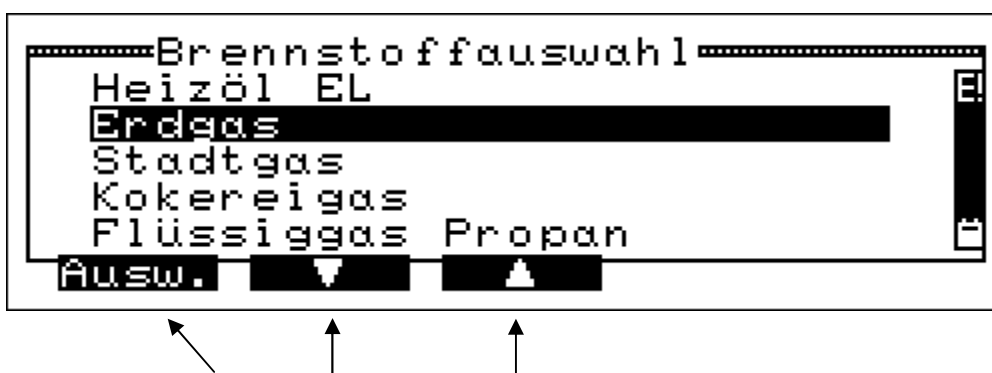 Brennstoffauswahl
Heizöl EL
Erdgas
Stadtgas
Kokereigas
Flüssiggas Propan
Ausw. ▼ ▲